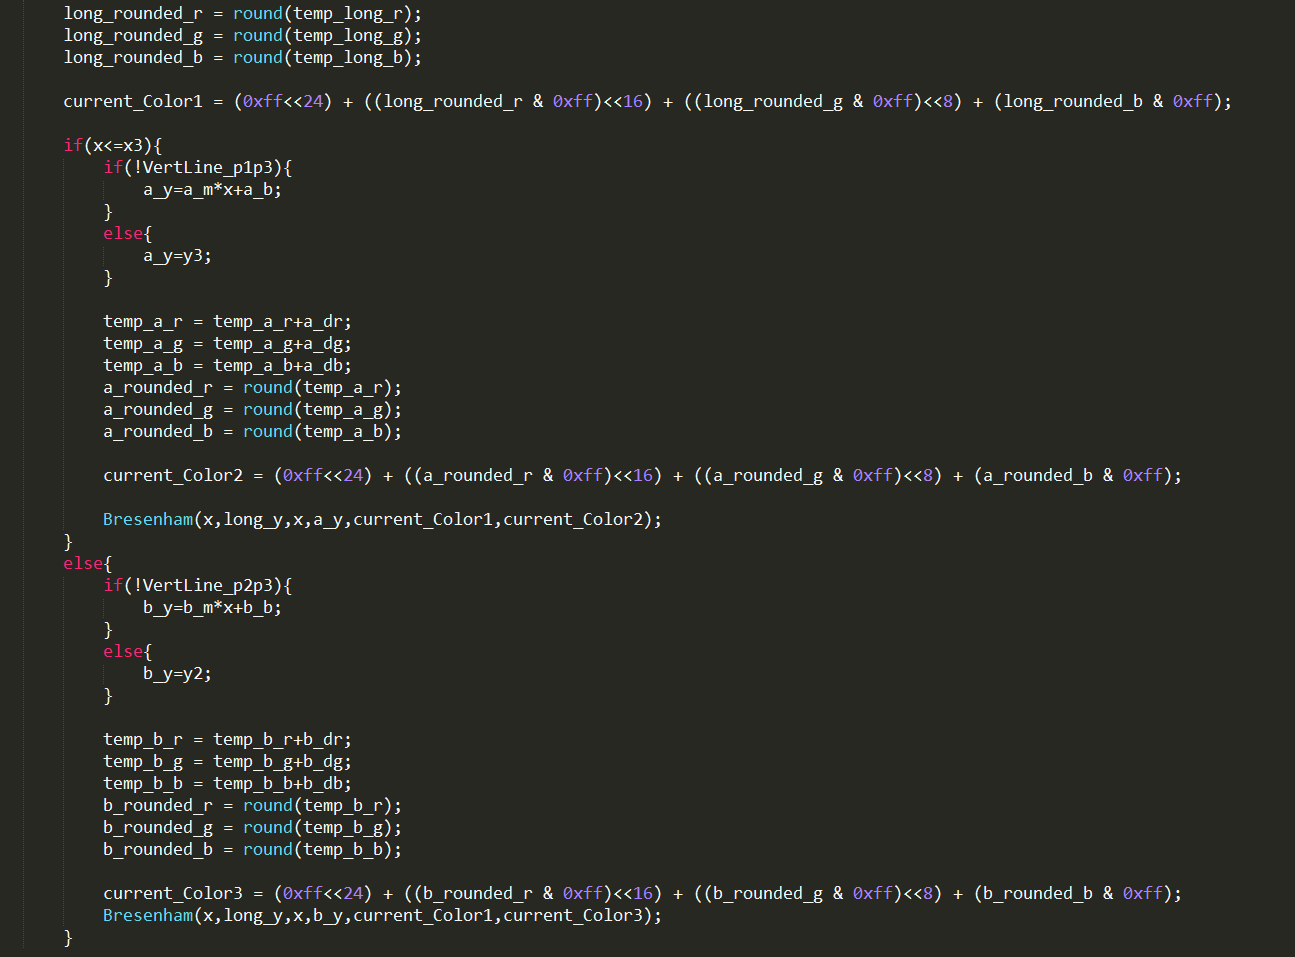 long_rounded_r = round(temp_long_r);
long_rounded_g = round(temp_long_g);
long_rounded_b = round(temp_long_b);
current_Color1 = (0xff<<24) + ((long_rounded_r & 0xff)<<16) + ((long_rounded_g & 0xff)<<8) + (long_rounded_b & 0xff);
if(x<=x3){
if(!VertLine_p1p3){
a_y=a_m*x+a_b;
}
else{
a_y=y3;
}
temp_a_r = temp_a_r+a_dr;
temp_a_g = temp_a_g+a_dg;
temp_a_b = temp_a_b+a_db;
a_rounded_r = round(temp_a_r);
a_rounded_g = round(temp_a_g);
a_rounded_b = round(temp_a_b);
current_Color2 = (0xff<<24) + ((a_rounded_r & 0xff)<<16) + ((a_rounded_g & 0xff)<<8) + (a_rounded_b & 0xff);
Bresenham(x,long_y,x,a_y,current_Color1,current_Color2);
}
else{
if(!VertLine_p2p3){
b_y=b_m*x+b_b;
}
else{
b_y=y2;
}
temp_b_r = temp_b_r+b_dr;
temp_b_g = temp_b_g+b_dg;
temp_b_b = temp_b_b+b_db;
b_rounded_r = round(temp_b_r);
b_rounded_g = round(temp_b_g);
b_rounded_b = round(temp_b_b);
current_Color3 = (0xff<<24) + ((b_rounded_r & 0xff)<<16) + ((b_rounded_g & 0xff)<<8) + (b_rounded_b & 0xff);
Bresenham(x,long_y,x,b_y,current_Color1,current_Color3);
}